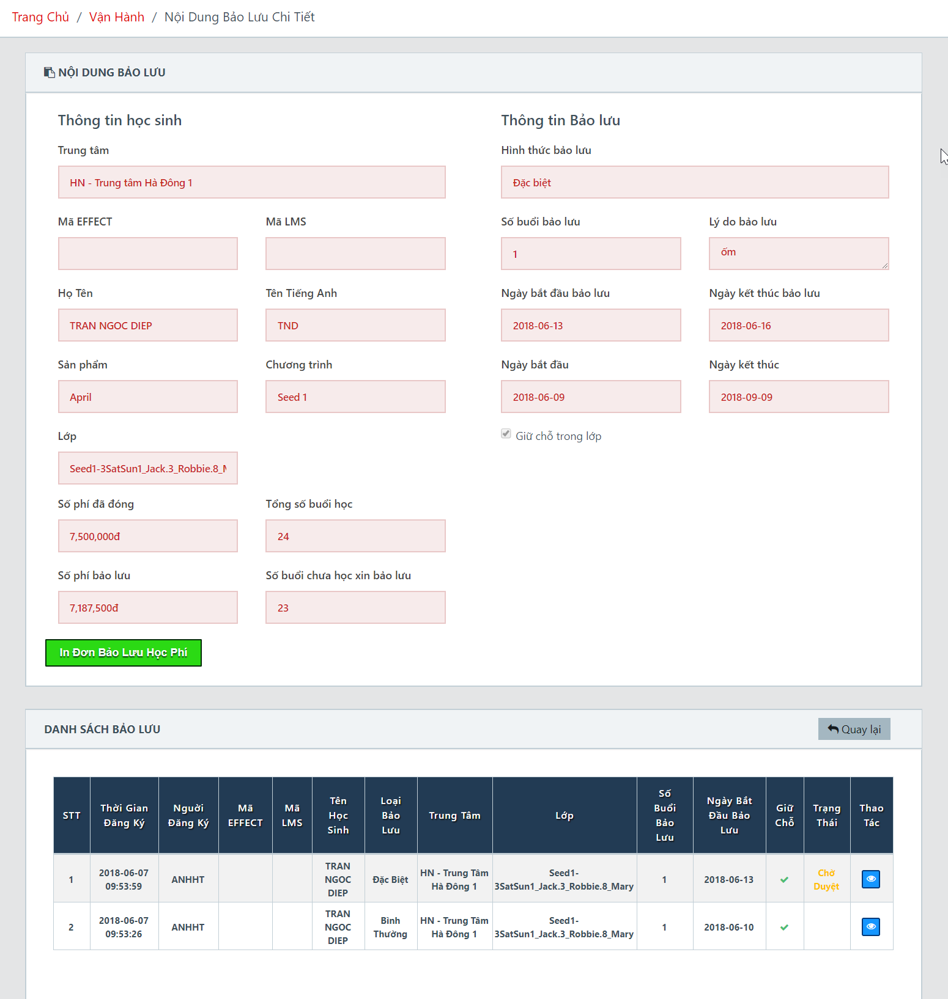 Trang Chủ / Vận Hành / Nội Dung Bảo Lưu Chi Tiết
NỘI DUNG BẢO LƯU
Thông tin học sinh
Trung tâm
HN - Trung tâm Hà Đông 1
Mã EFFECT Mã LMS
Họ Tên Tên Tiếng Anh
TRAN NGOC DIEP TND
Sản phẩm Chương trình
April Seed 1
Lớp
Seed1-3SatSun1_Jack.3_Robbie.8_M
Số phí đã đóng Tổng số buổi học
7,500,000đ 24
Số phí bảo lưu Số buổi chưa học xin bảo lưu
7,187,500đ 23
Thông tin Bảo lưu
Hình thức bảo lưu
Đặc biệt
Số buổi bảo lưu Lý do bảo lưu
1 ốm
Ngày bắt đầu bảo lưu Ngày kết thúc bảo lưu
2018-06-13 2018-06-16
Ngày bắt đầu Ngày kết thúc
2018-06-09 2018-09-09
Giữ chỗ trong lớp
In Đơn Bảo Lưu Học Phí
DANH SÁCH BẢO LƯU
Quay lại
STT
Thời Gian
Đăng Ký
Người
Đăng Ký
Mã
EFFECT
Mã
LMS
Tên
Học
Sinh
Loại
Bảo
Lưu
Trung Tâm
Lớp
Số
Buổi
Bảo
Lưu
Ngày Bắt
Đầu Bảo
Lưu
Giữ
Chỗ
Trạng
Thái
Thao
Tác
1
2018-06-07
09:53:59
ANHHT
TRAN
NGOC
DIEP
Đặc Biệt
HN - Trung Tâm
Hà Đông 1
Seed1-
3SatSun1_Jack.3_Robbie.8_Mary
1
2018-06-13
Chờ
Duyệt
2
2018-06-07
09:53:26
ANHHT
TRAN
NGOC
DIEP
Bình
Thường
HN - Trung Tâm
Hà Đông 1
Seed1-
3SatSun1_Jack.3_Robbie.8_Mary
1
2018-06-10